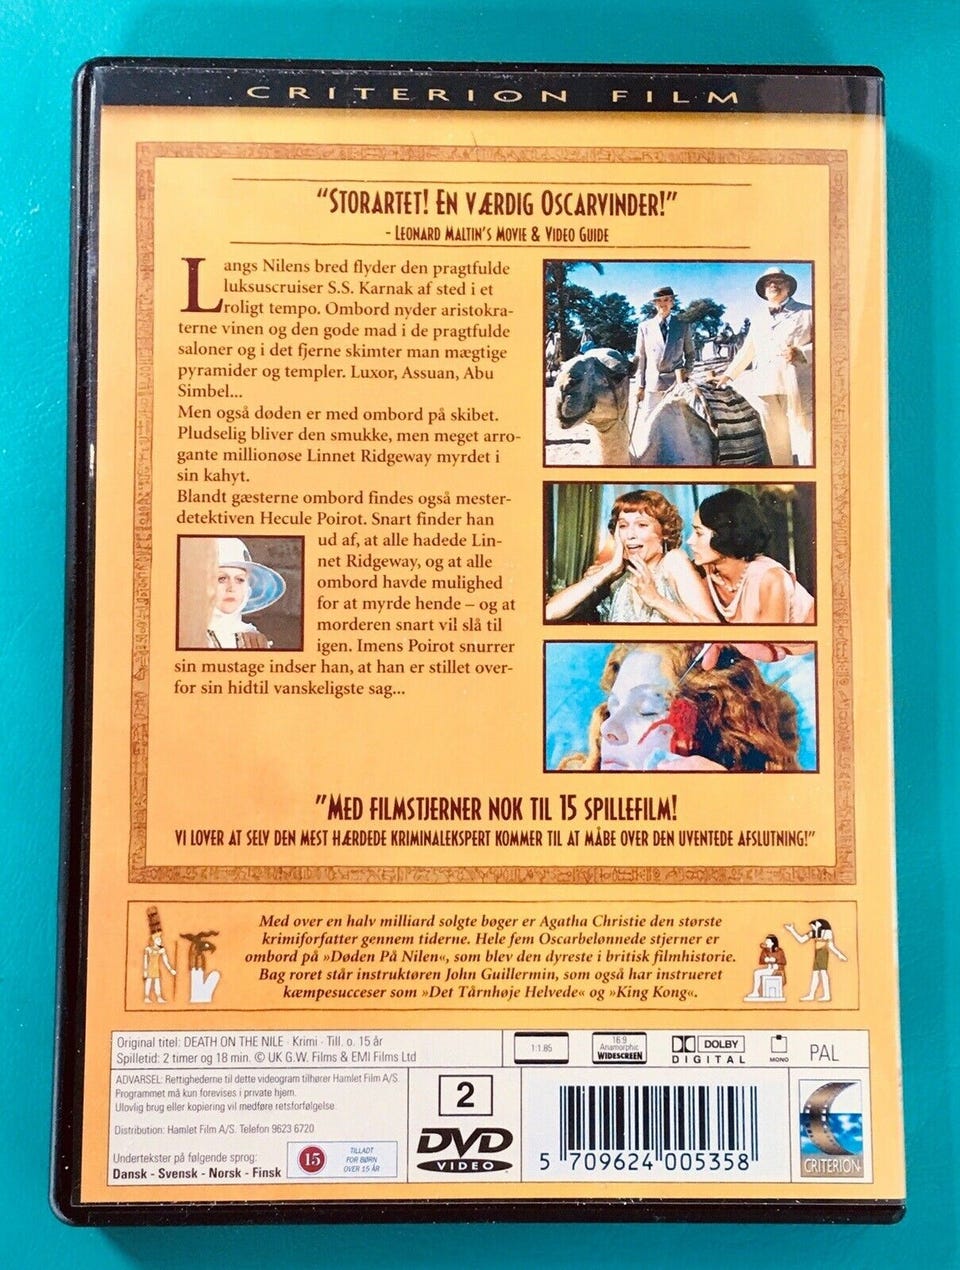 CRITERION FILM
“STORARTET! EN VÆRDIG OSCARVINDER!”
- LEONARD MALTIN'S MOVIE & VIDEO GUIDE
Langs Nilens bred flyder den pragtfulde
luksuscruiser S.S. Karnak af sted i et
roligt tempo. Ombord nyder aristokra-
terne vinen og den gode mad i de pragtfulde
saloner og i det fjerne skimter man mægtige
pyramider og templer. Luxor, Assuan, Abu
Simbel...
Men også døden er med ombord på skibet.
Pludselig bliver den smukke, men meget arro-
gante millionøse Linnet Ridgeway myrdet i
sin kahyt.
Blandt gæsterne ombord findes også mester-
detektiven Hecule Poirot. Snart finder han
ud af, at alle hadede Lin-
net Ridgeway, og at alle
ombord havde mulighed
for at myrde hende – og at
morderen snart vil slå til
igen. Imens Poirot snurrer
sin mustage indser han, at han er stillet over-
for sin hidtil vanskeligste sag...
”MED FILMSTJERNER NOK TIL 15 SPILLEFILM!
VI LOVER AT SELV DEN MEST HÆRDEDE KRIMINALEKSPERT KOMMER TIL AT MÅBE OVER DEN UVENTEDE AFSLUTNING!”
Med over en halv milliard solgte bøger er Agatha Christie den største
krimiforfatter gennem tiderne. Hele fem Oscarbelønnede stjerner er
ombord på »Døden På Nilen«, som blev den dyreste i britisk filmhistorie.
Bag roret står instruktøren John Guillermin, som også har instrueret
kæmpesucceser som »Det Tårnhøje Helvede« og »King Kong«.
Original titel: DEATH ON THE NILE · Krimi · Till. o. 15 år
Spilletid: 2 timer og 18 min. © UK G.W. Films & EMI Films Ltd
1:1.85
16:9
Anamorphic
WIDESCREEN
DOLBY
DIGITAL
MONO
PAL
ADVARSEL: Rettighederne til dette videogram tilhører Hamlet Film A/S.
Programmet må kun forevises i private hjem.
Ulovlig brug eller kopiering vil medføre retsforfølgelse.
Distribution: Hamlet Film A/S. Telefon 9623 6720
Undertekster på følgende sprog:
Dansk - Svensk - Norsk - Finsk
15
TILLADT
FOR BØRN
OVER 15 ÅR
2
DVD
VIDEO
5 709624 005358
CRITERION